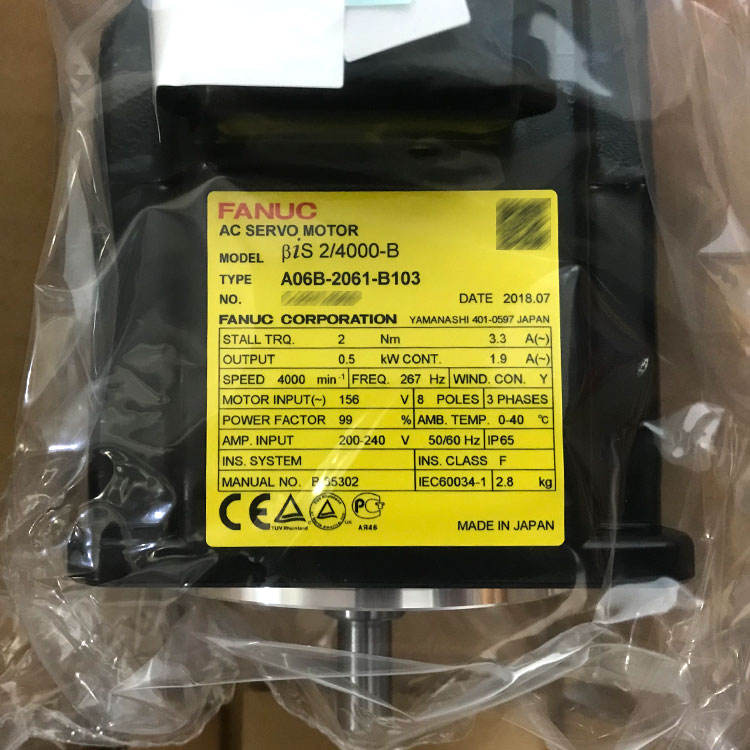 FANUC
AC SERVO MOTOR
MODEL βiS 2/4000-B
TYPE A06B-2061-B103
NO.
DATE 2018.07
FANUC CORPORATION YAMANASHI 401-0597 JAPAN
STALL TRQ. 2 Nm 3.3 A(~)
OUTPUT 0.5 kW CONT. 1.9 A(~)
SPEED 4000 min⁻¹ FREQ. 267 Hz WIND. CON. Y
MOTOR INPUT(~) 156 V 8 POLES 3 PHASES
POWER FACTOR 99 % AMB. TEMP. 0-40 ℃
AMP. INPUT 200-240 V 50/60 Hz IP65
INS. SYSTEM INS. CLASS F
MANUAL NO. IEC60034-1 2.8 kg
CE TÜV Rheinland
АЯ46
MADE IN JAPAN